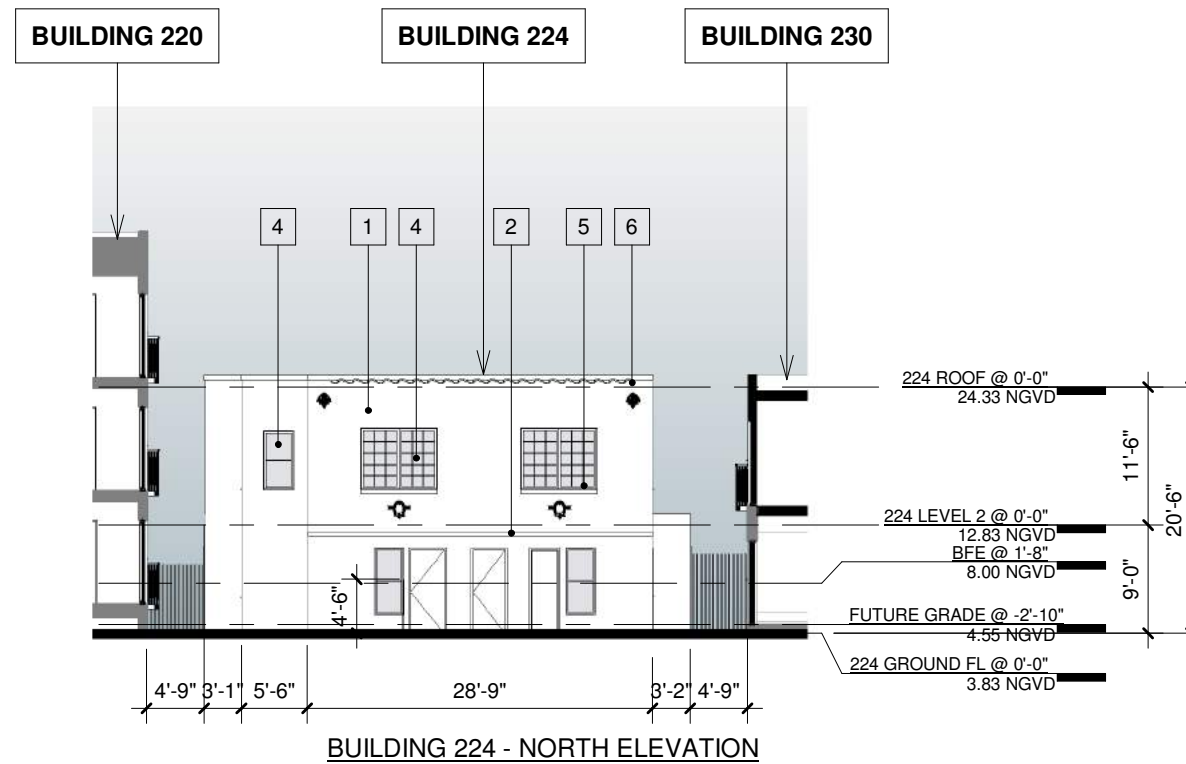 BUILDING 220
BUILDING 224
BUILDING 230
4
1
4
2
5
6
224 ROOF @ 0'-0"
24.33 NGVD
11'-6"
20'-6"
224 LEVEL 2 @ 0'-0"
12.83 NGVD
BFE @ 1'-8"
8.00 NGVD
9'-0"
4'-6"
FUTURE GRADE @ -2'-10"
4.55 NGVD
224 GROUND FL @ 0'-0"
3.83 NGVD
4'-9"
3'-1"
5'-6"
28'-9"
3'-2"
4'-9"
BUILDING 224 - NORTH ELEVATION